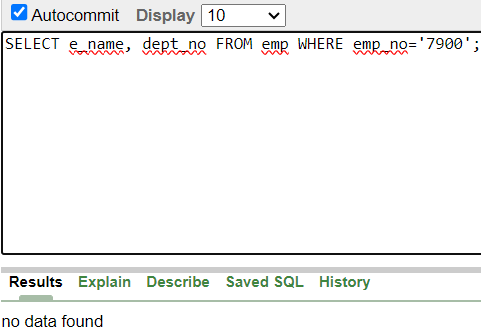 Autocommit Display 10
SELECT e_name, dept_no FROM emp WHERE emp_no='7900';
Results Explain Describe Saved SQL History
no data found